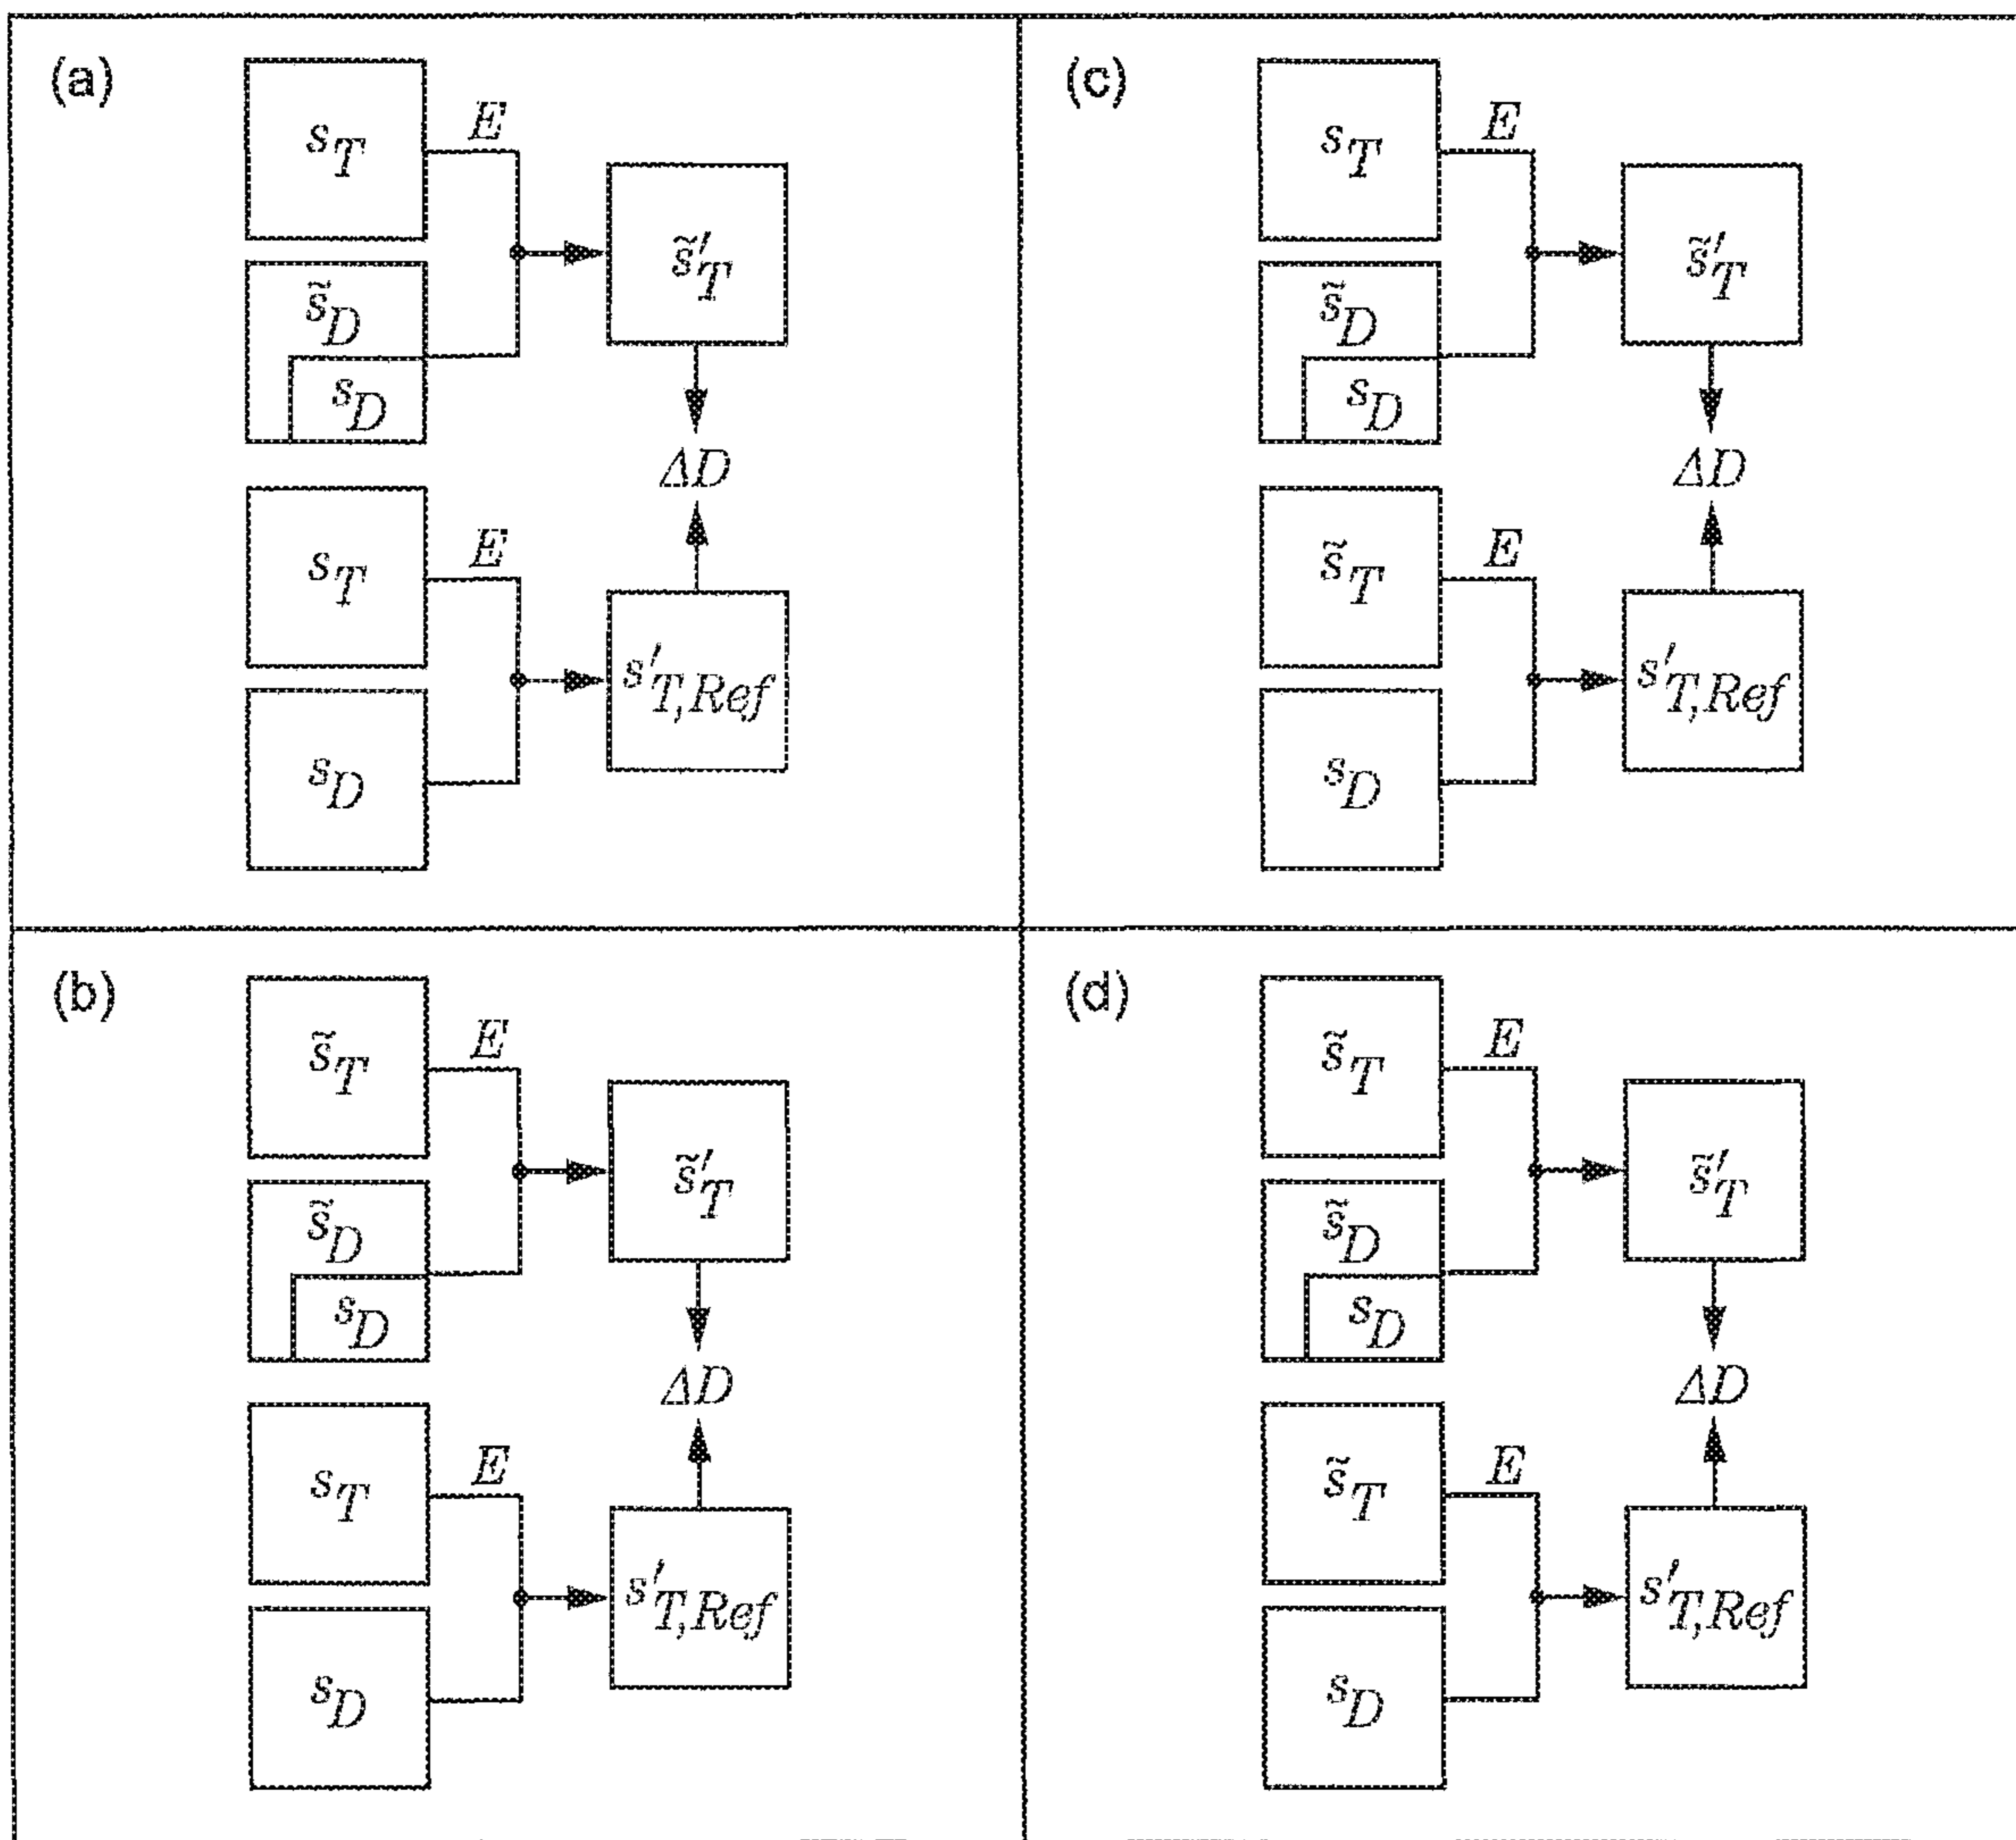 (a)
s_T
E
s̃'_T
s̃_D
s_D
ΔD
s_T
E
s'_T,Ref
s_D
(c)
s_T
E
s̃'_T
s̃_D
s_D
ΔD
s̃_T
E
s'_T,Ref
s_D
(b)
s̃_T
E
s̃'_T
s̃_D
s_D
ΔD
s_T
E
s'_T,Ref
s_D
(d)
s̃_T
E
s̃'_T
s̃_D
s_D
ΔD
s̃_T
E
s'_T,Ref
s_D